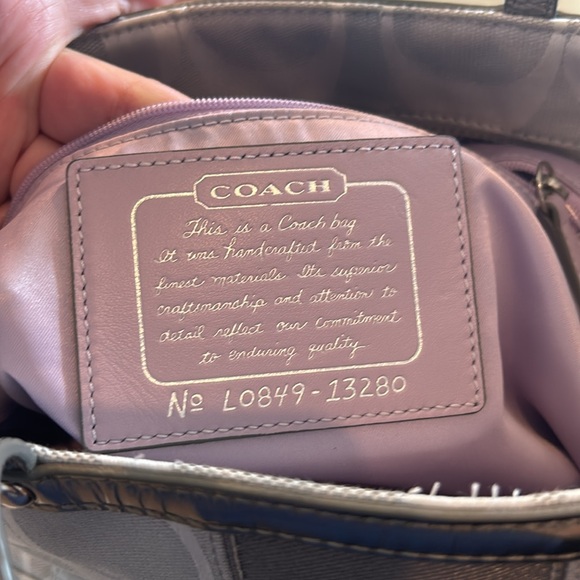 COACH
This is a Coach bag
It was handcrafted from the
finest materials Its superior
craftsmanship and attention to
detail reflect our commitment
to enduring quality.
No L0849-13280